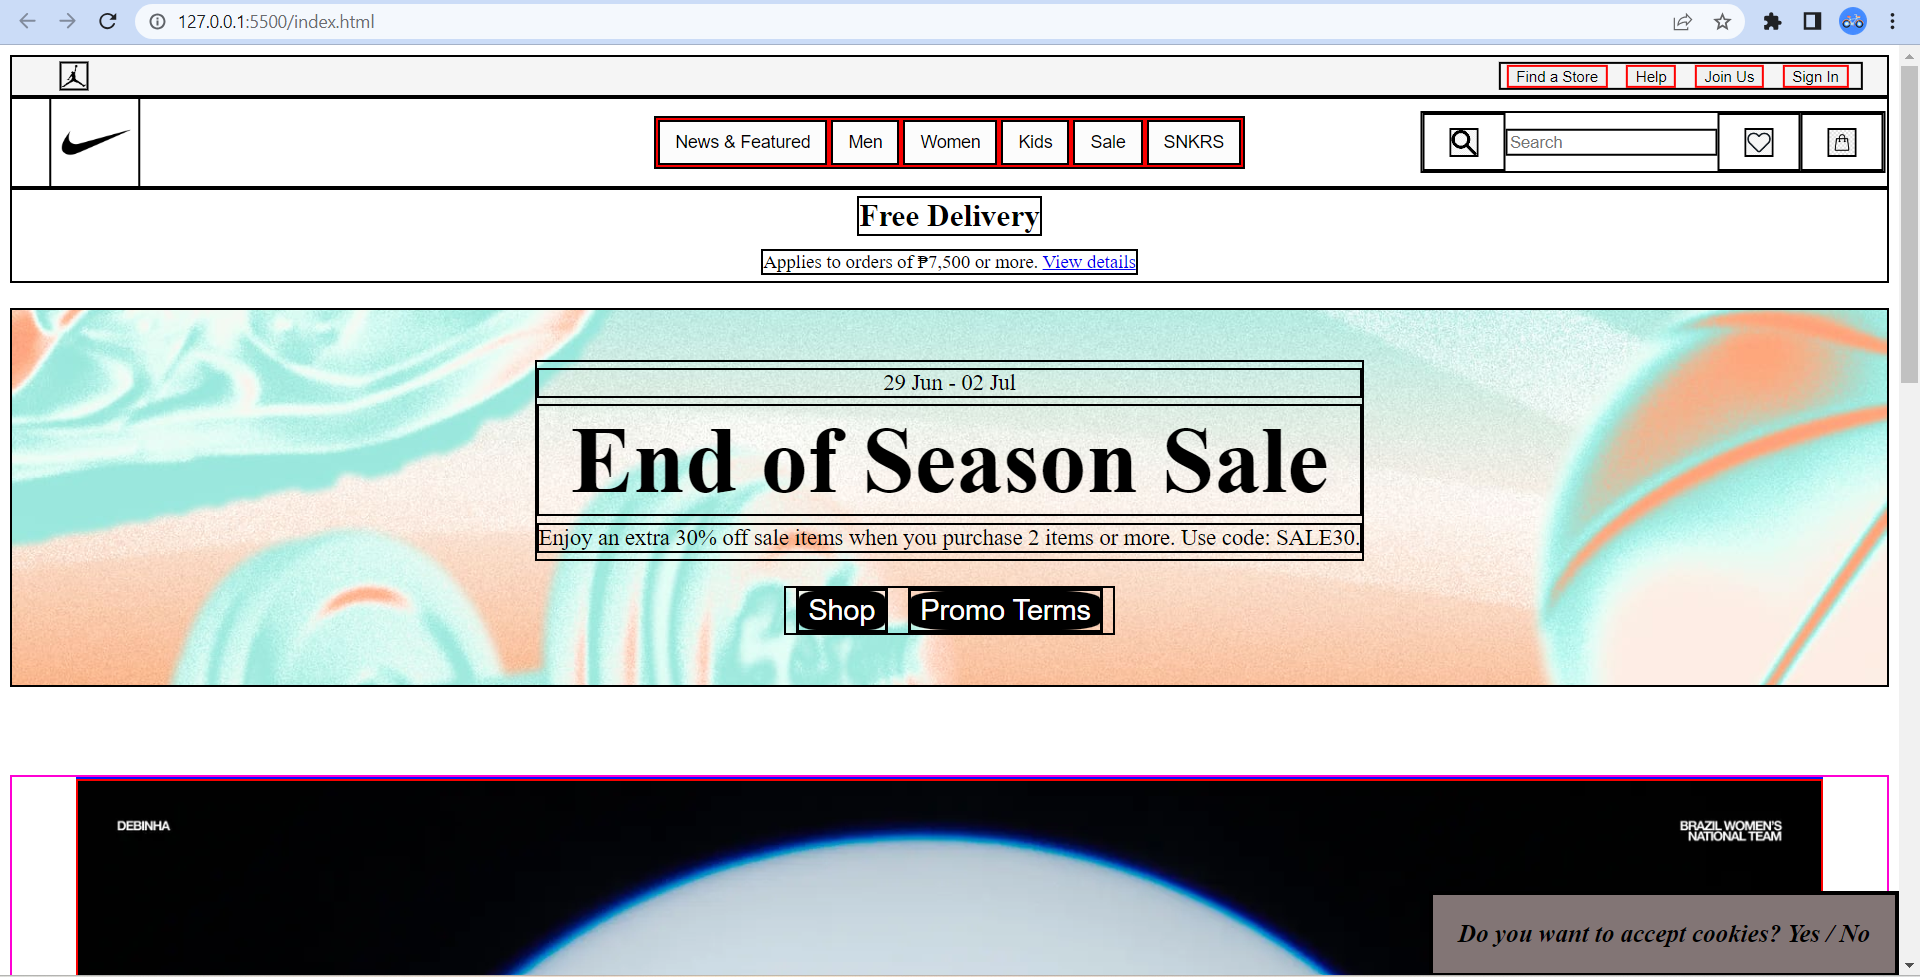 127.0.0.1:5500/index.html
Find a Store Help Join Us Sign In
News & Featured Men Women Kids Sale SNKRS Search
Free Delivery
Applies to orders of ₱7,500 or more. View details
29 Jun - 02 Jul
End of Season Sale
Enjoy an extra 30% off sale items when you purchase 2 items or more. Use code: SALE30.
Shop Promo Terms
DEBINHA
BRAZIL WOMEN'S
NATIONAL TEAM
Do you want to accept cookies? Yes / No